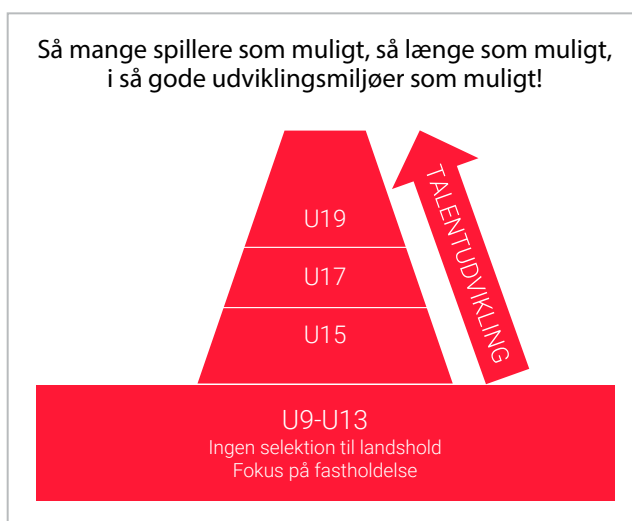 Så mange spillere som muligt, så længe som muligt,
i så gode udviklingsmiljøer som muligt!
U19
TALENTUDVIKLING
U17
U15
U9-U13
Ingen selektion til landshold
Fokus på fastholdelse